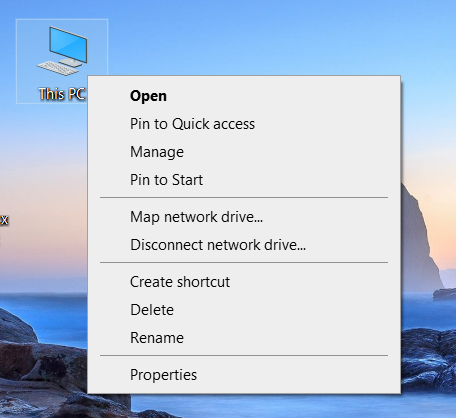 This PC
Open
Pin to Quick access
Manage
Pin to Start
Map network drive...
Disconnect network drive...
x
Create shortcut
Delete
Rename
Properties